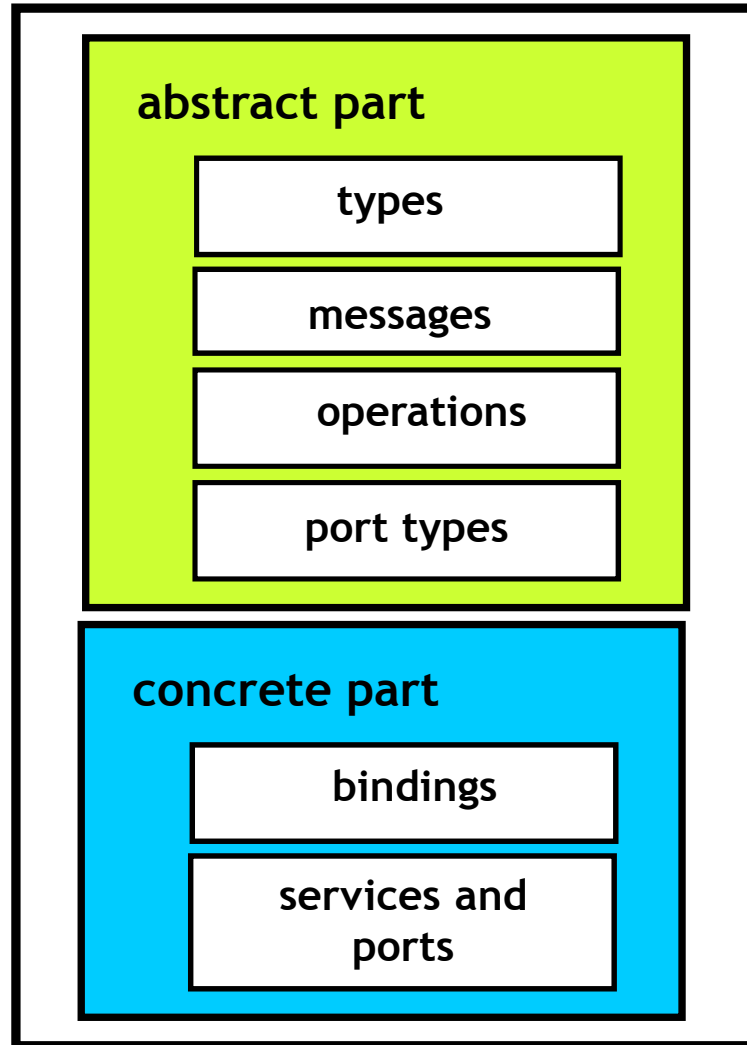 abstract part
types
messages
operations
port types
concrete part
bindings
services and
ports